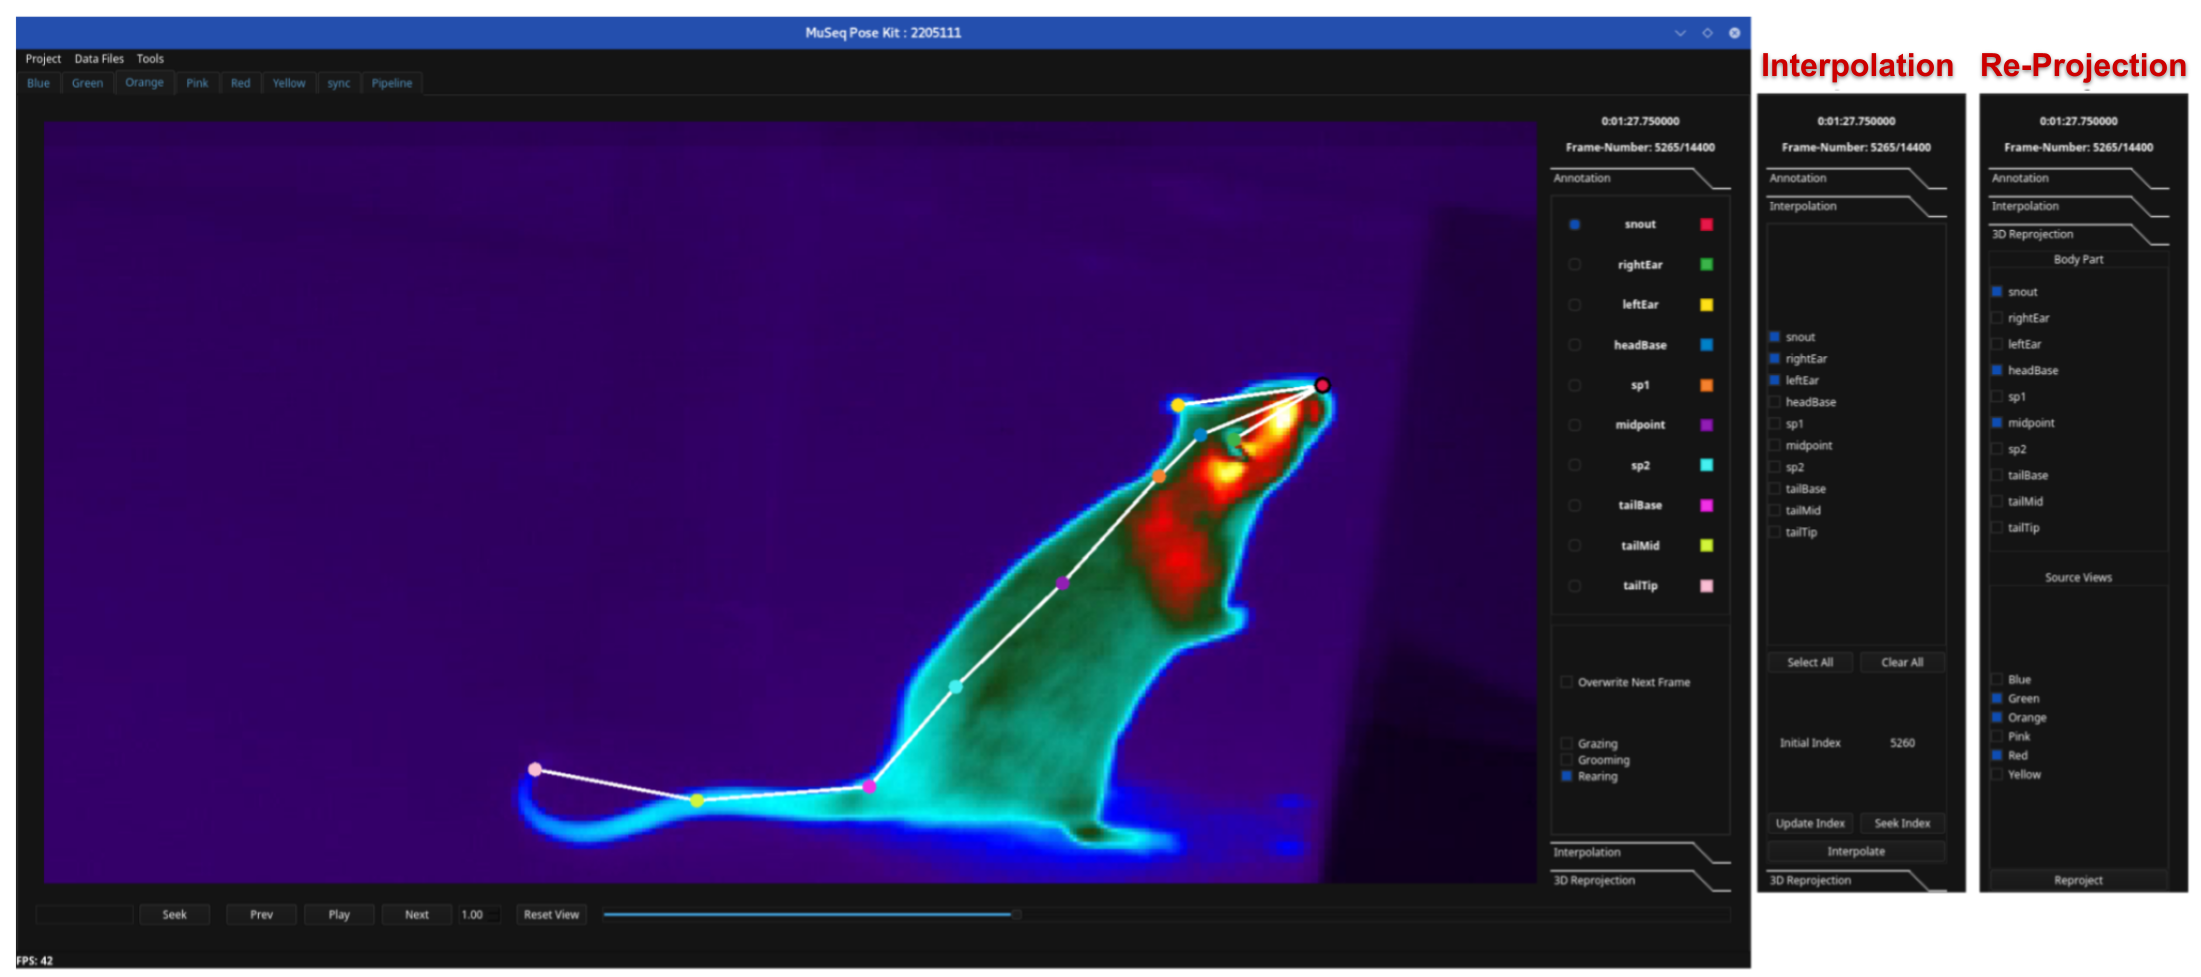 MuSeq Pose Kit : 2205111
Project Data Files Tools
Blue Green Orange Pink Red Yellow sync Pipeline
0:01:27.750000
Frame-Number: 5265/14400
Annotation
snout
rightEar
leftEar
headBase
sp1
midpoint
sp2
tailBase
tailMid
tailTip
Overwrite Next Frame
Grazing
Grooming
Rearing
Interpolation
3D Reprojection
Seek Prev Play Next 1.00 Reset View
FPS: 42
Interpolation
0:01:27.750000
Frame-Number: 5265/14400
Annotation
Interpolation
snout
rightEar
leftEar
headBase
sp1
midpoint
sp2
tailBase
tailMid
tailTip
Select All Clear All
Initial Index 5260
Update Index Seek Index
Interpolate
3D Reprojection
Re-Projection
0:01:27.750000
Frame-Number: 5265/14400
Annotation
Interpolation
3D Reprojection
Body Part
snout
rightEar
leftEar
headBase
sp1
midpoint
sp2
tailBase
tailMid
tailTip
Source Views
Blue
Green
Orange
Pink
Red
Yellow
Reproject